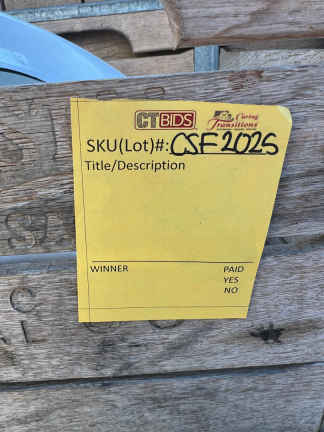 CTBIDS Caring Transitions
SKU(Lot)#: CSF2025
Title/Description
WINNER PAID
YES
NO